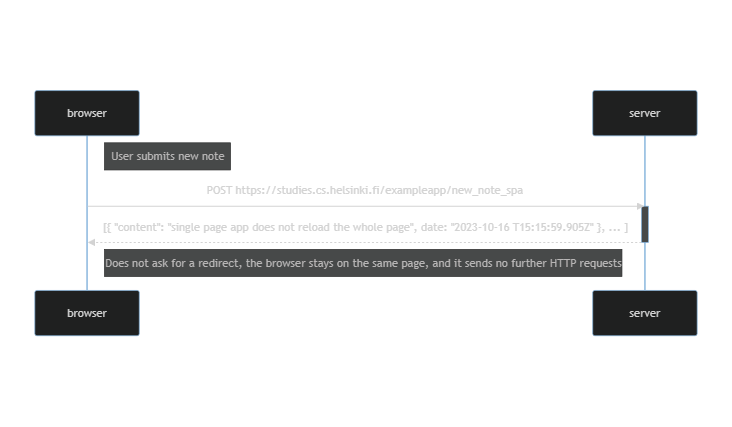 browser
server
User submits new note
POST https://studies.cs.helsinki.fi/exampleapp/new_note_spa
[[ "content": "single page app does not reload the whole page", date: "2023-10-16 T15:15:59.905Z" }, ... ]
Does not ask for a redirect, the browser stays on the same page, and it sends no further HTTP requests
browser
server